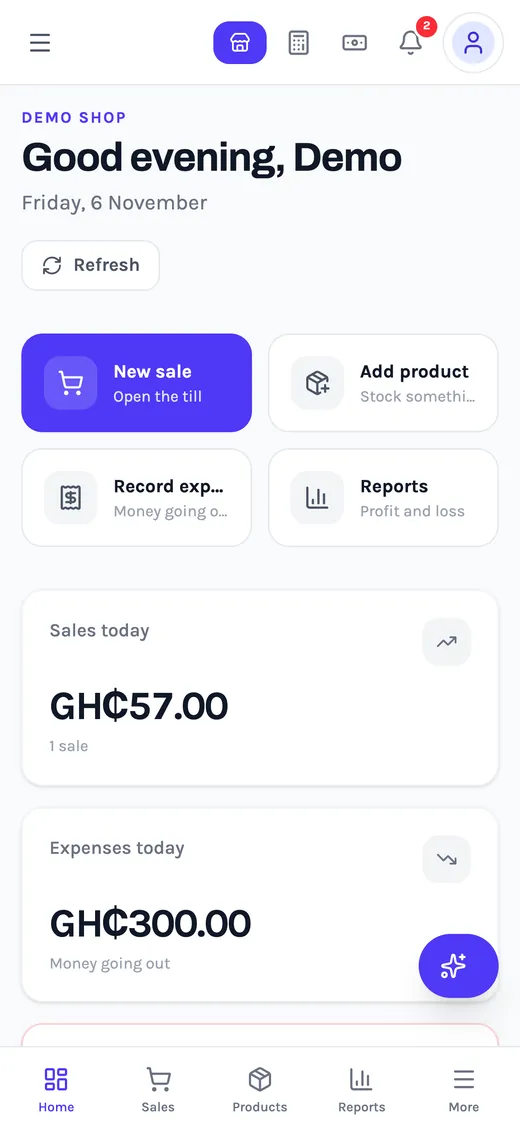 2
DEMO SHOP
Good evening, Demo
Friday, 6 November
Refresh
New sale
Open the till
Add product
Stock somethi...
Record exp...
Money going o...
Reports
Profit and loss
Sales today
GH₵57.00
1 sale
Expenses today
GH₵300.00
Money going out
Home
Sales
Products
Reports
More